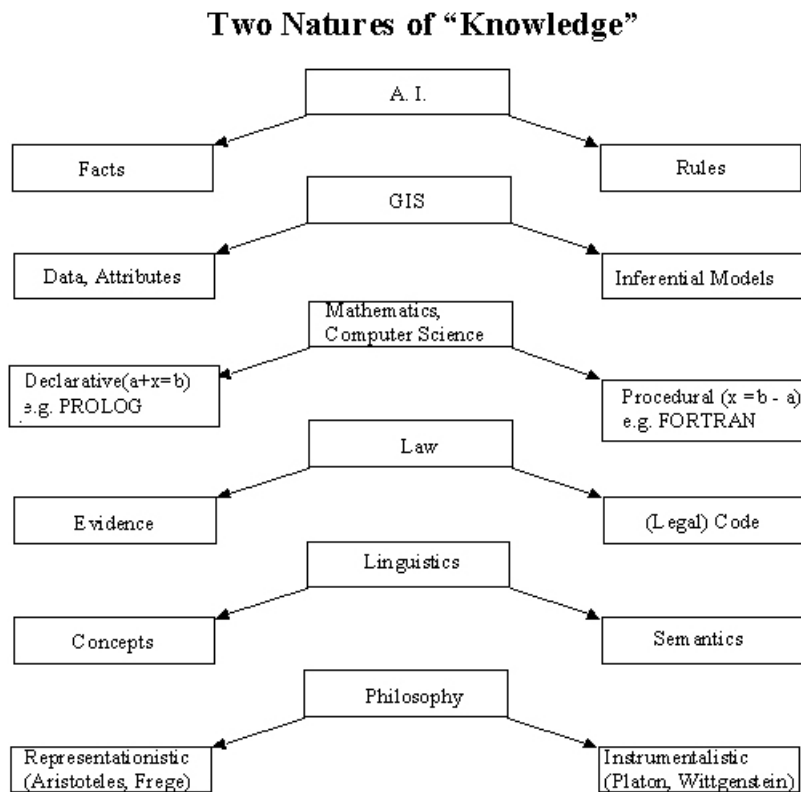 Two Natures of “Knowledge”
A. I.
Facts
Rules
GIS
Data, Attributes
Inferential Models
Mathematics,
Computer Science
Declarative(a+x=b)
e.g. PROLOG
Procedural (x =b - a)
e.g. FORTRAN
Law
Evidence
(Legal) Code
Linguistics
Concepts
Semantics
Philosophy
Representationistic
(Aristoteles, Frege)
Instrumentalistic
(Platon, Wittgenstein)